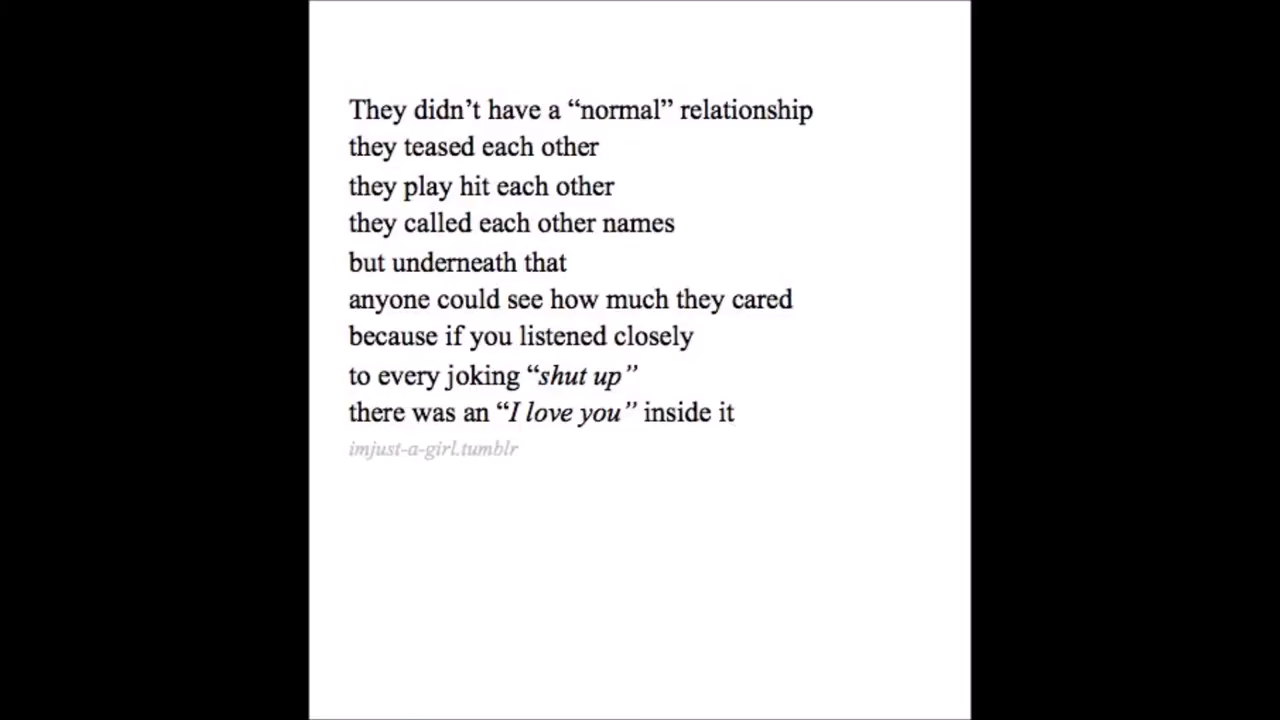 They didn’t have a “normal” relationship
they teased each other
they play hit each other
they called each other names
but underneath that
anyone could see how much they cared
because if you listened closely
to every joking “shut up”
there was an “I love you” inside it
imjust-a-girl.tumblr